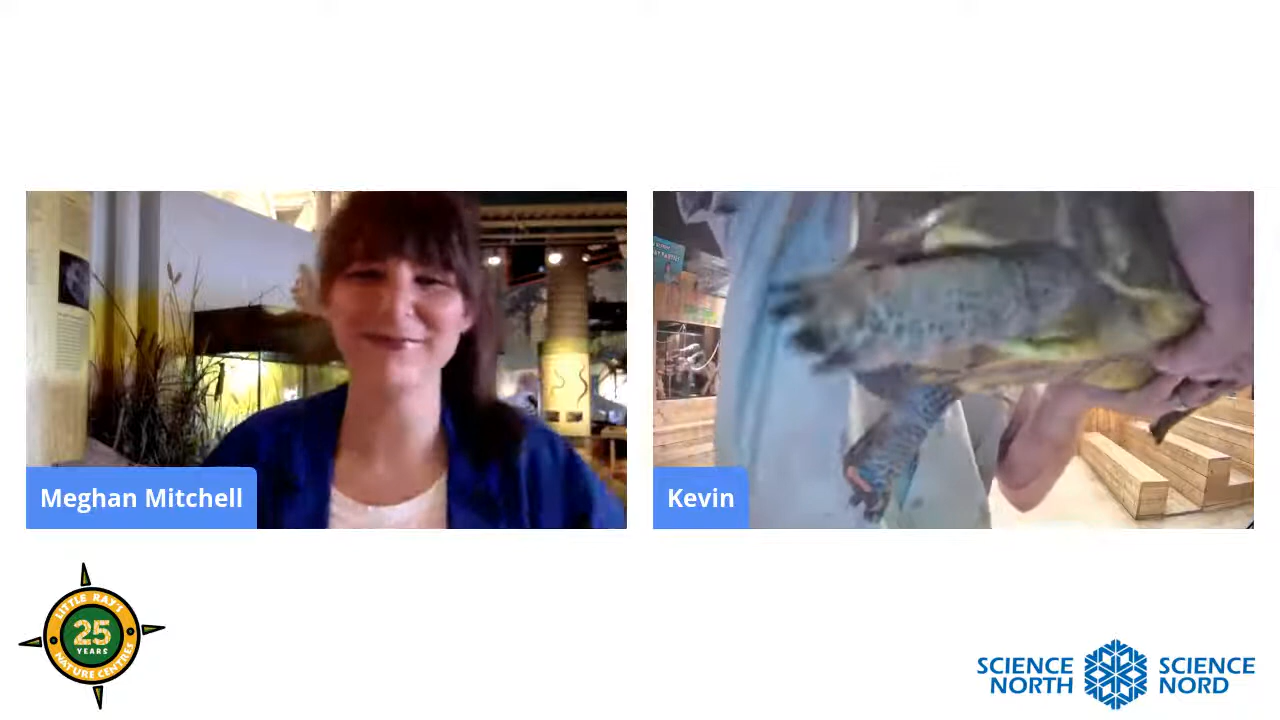 Meghan Mitchell
Kevin
LITTLE RAY'S
25
YEARS
NATURE CENTRES
SCIENCE NORTH
SCIENCE NORD